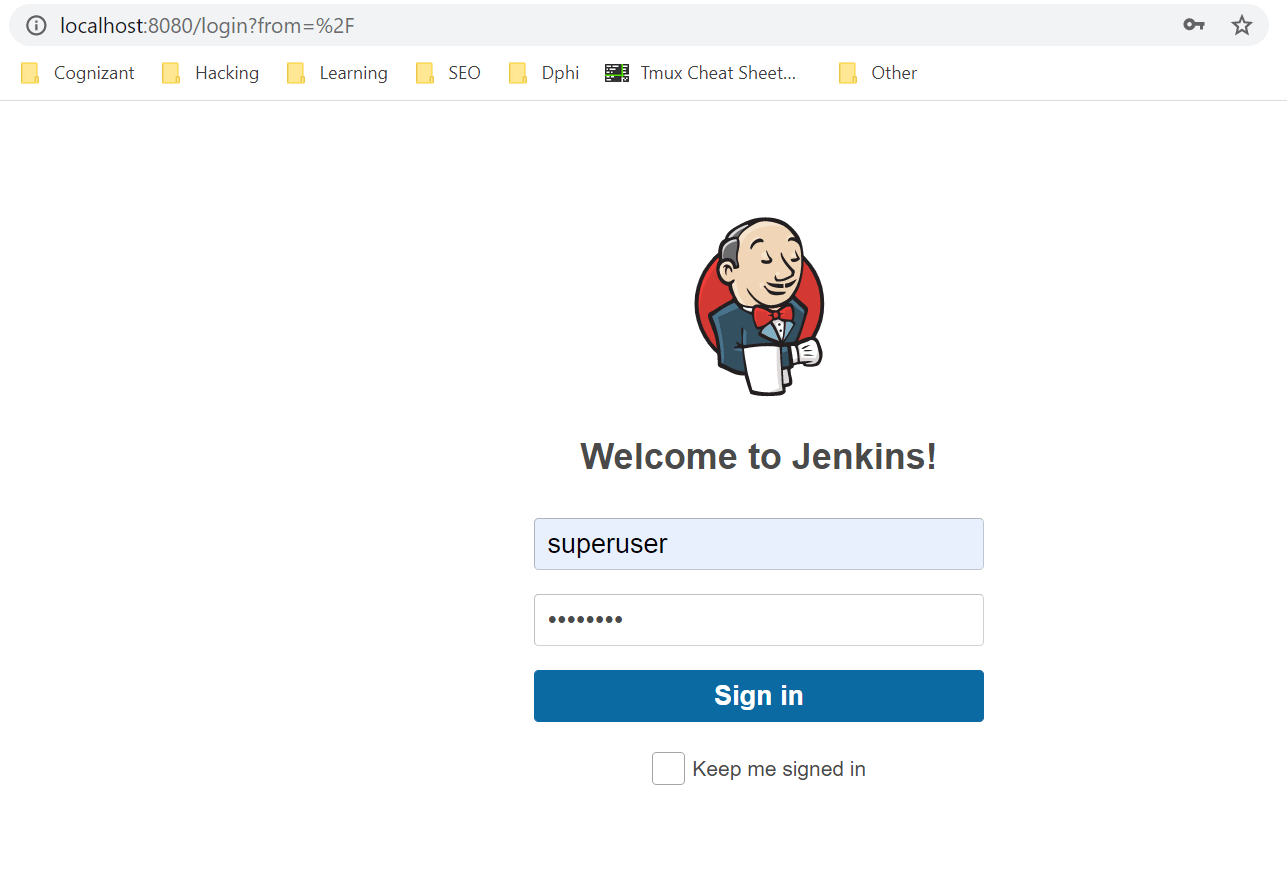 localhost:8080/login?from=%2F
Cognizant Hacking Learning SEO Dphi Tmux Cheat Sheet... Other
Welcome to Jenkins!
superuser
••••••••
Sign in
Keep me signed in